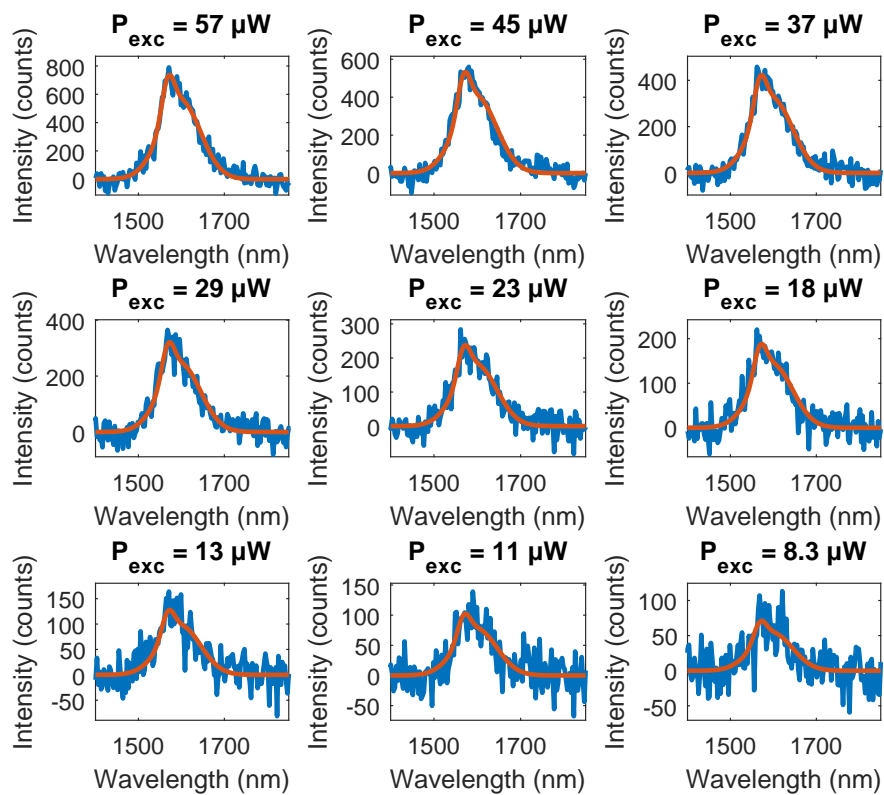 P_exc = 57 µW
P_exc = 45 µW
P_exc = 37 µW
Intensity (counts)
800
600
400
200
0
1500
1700
Wavelength (nm)
Intensity (counts)
600
400
200
0
1500
1700
Wavelength (nm)
Intensity (counts)
400
200
0
1500
1700
Wavelength (nm)
P_exc = 29 µW
P_exc = 23 µW
P_exc = 18 µW
Intensity (counts)
400
200
0
1500
1700
Wavelength (nm)
Intensity (counts)
300
200
100
0
1500
1700
Wavelength (nm)
Intensity (counts)
200
100
0
1500
1700
Wavelength (nm)
P_exc = 13 µW
P_exc = 11 µW
P_exc = 8.3 µW
Intensity (counts)
150
100
50
0
-50
1500
1700
Wavelength (nm)
Intensity (counts)
150
100
50
0
-50
1500
1700
Wavelength (nm)
Intensity (counts)
100
50
0
-50
1500
1700
Wavelength (nm)